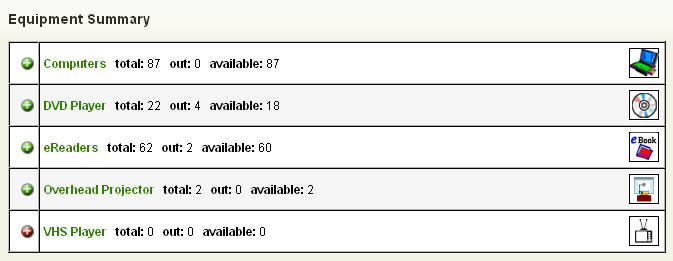 Equipment Summary
Computers total: 87 out: 0 available: 87
DVD Player total: 22 out: 4 available: 18
eReaders total: 62 out: 2 available: 60
eBook
Overhead Projector total: 2 out: 0 available: 2
VHS Player total: 0 out: 0 available: 0